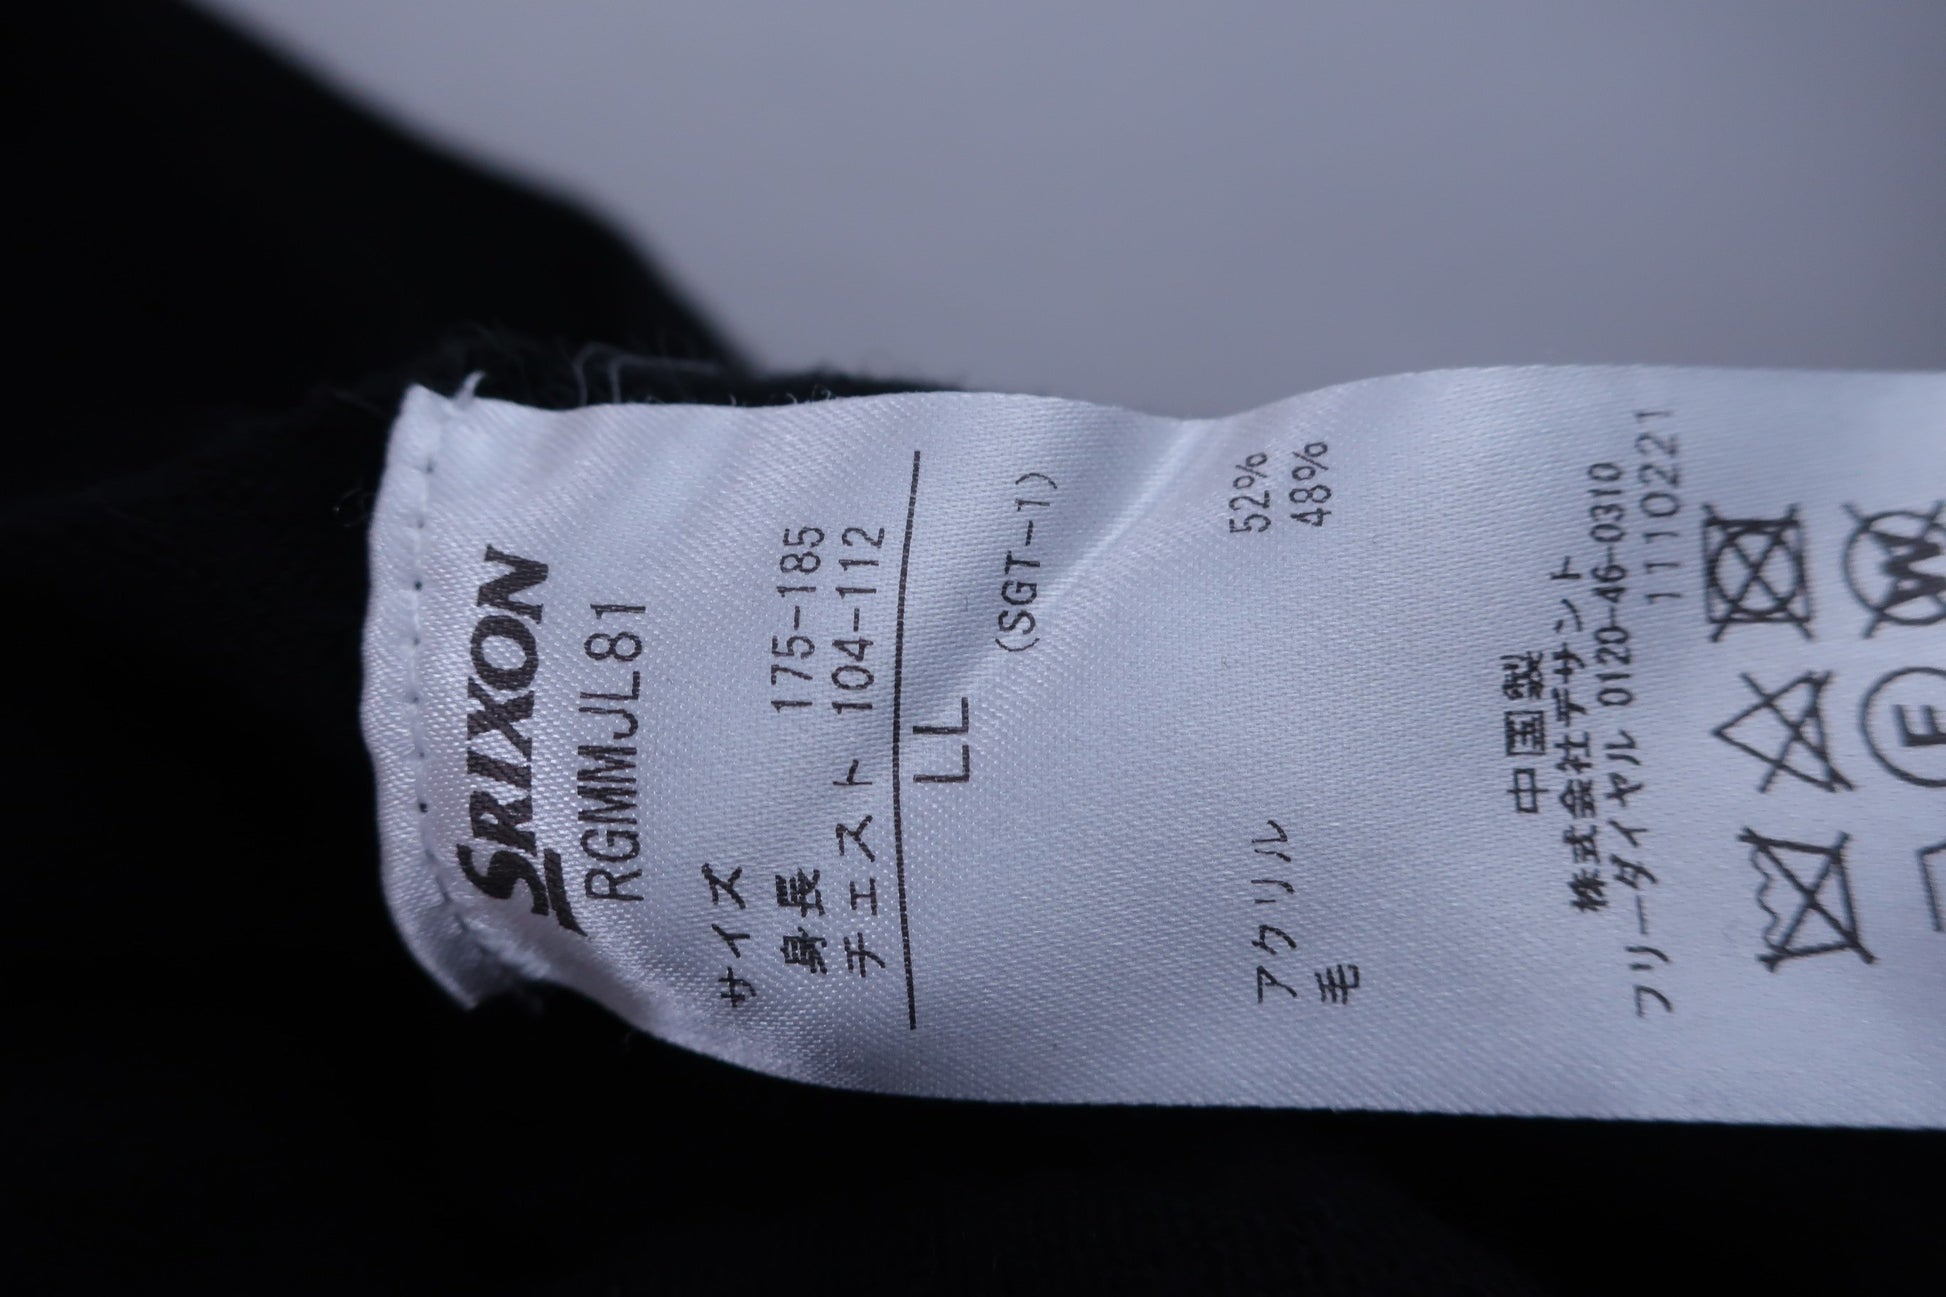 SRIXON
RGMMJL81
サイズ
身長 175-185
チェスト 104-112
LL
(SGT-1)
アクリル 52%
毛 48%
中国製
株式会社デサント
フリーダイヤル 0120-46-0310
1110221
W
F